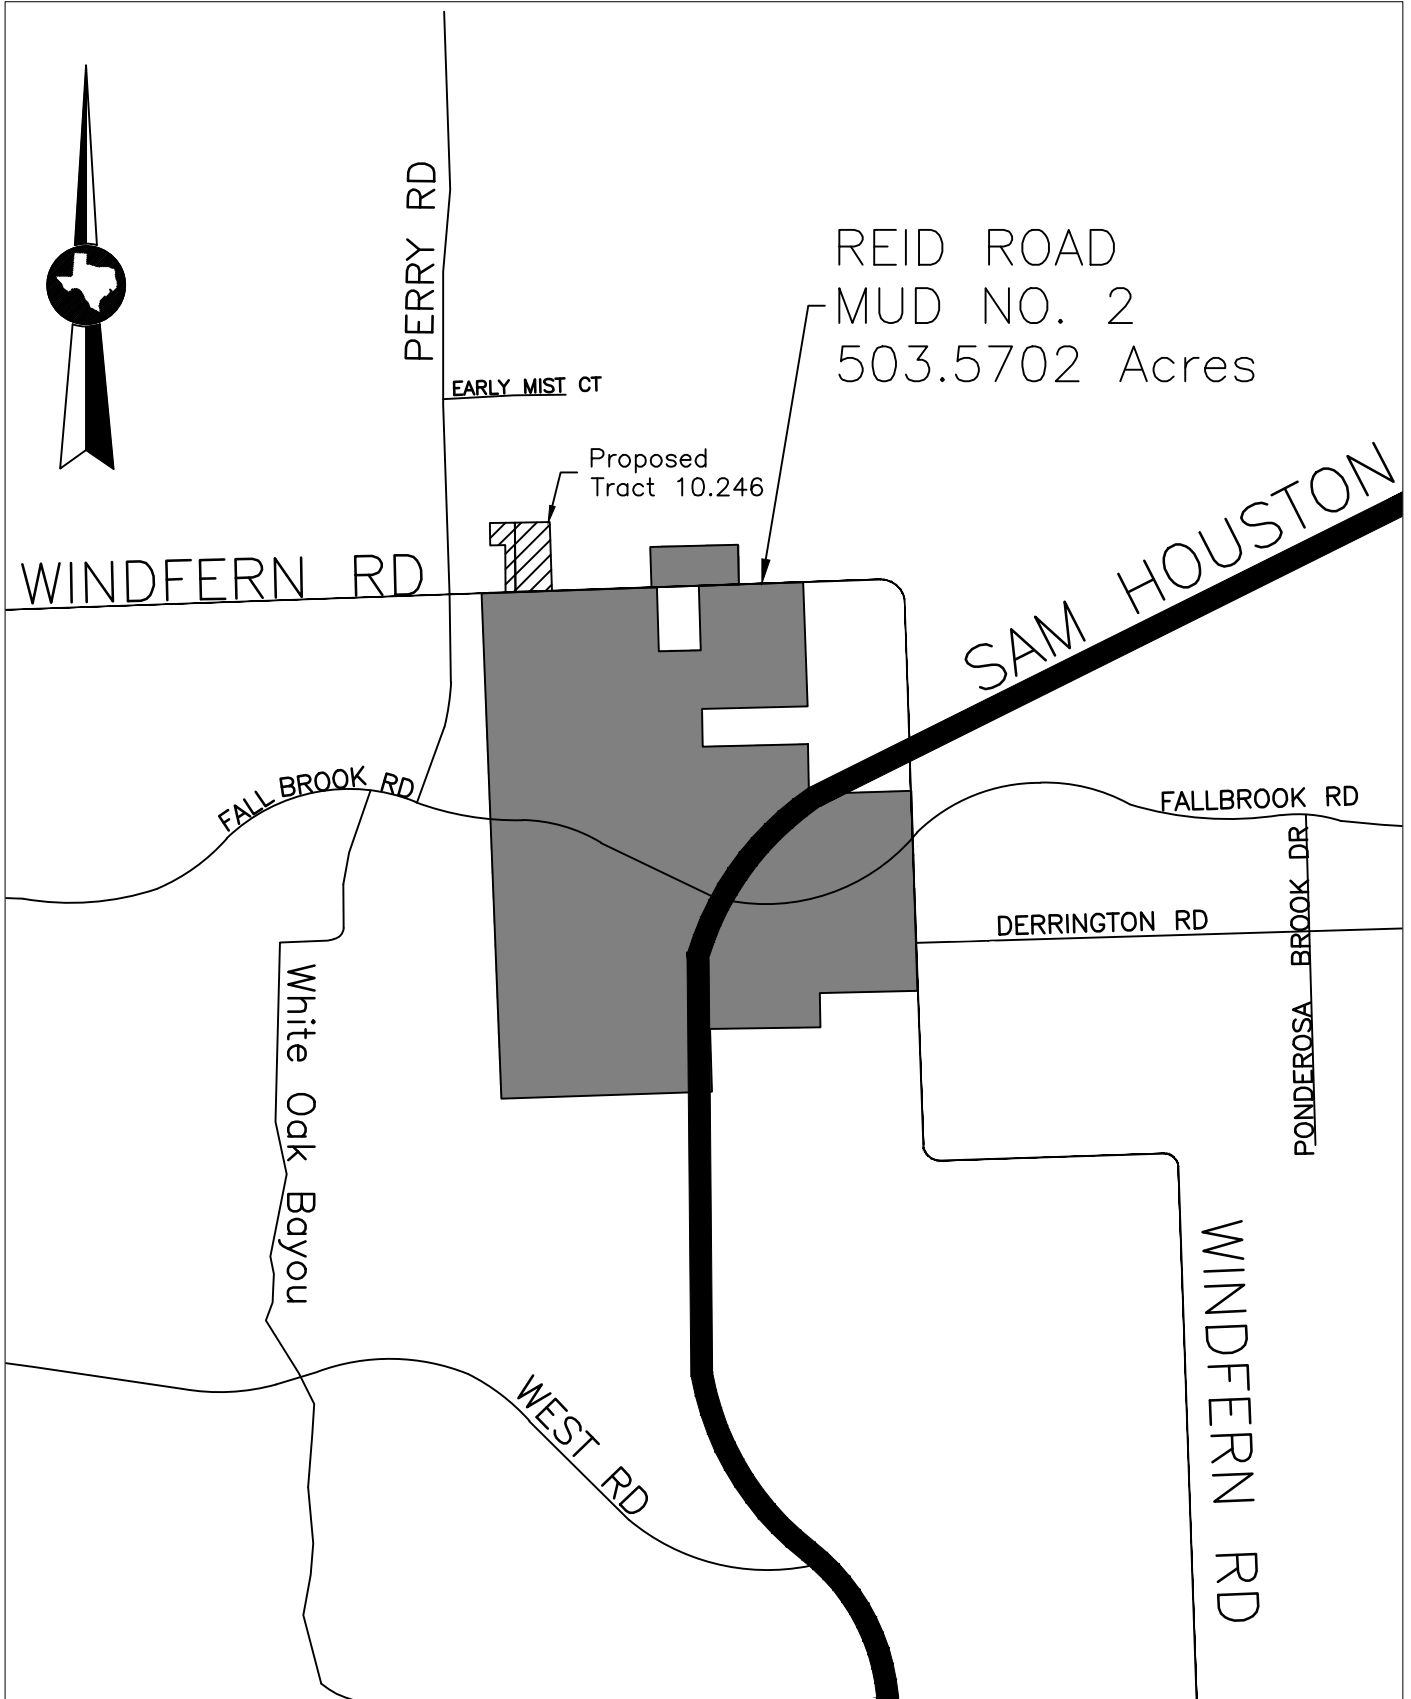 PERRY RD
REID ROAD
MUD NO. 2
503.5702 Acres
EARLY MIST CT
Proposed
Tract 10.246
SAM HOUSTON
WINDFERN RD
FALL BROOK RD
FALLBROOK RD
PONDEROSA BROOK DR
DERRINGTON RD
White Oak Bayou
WINDFERN RD
WEST RD